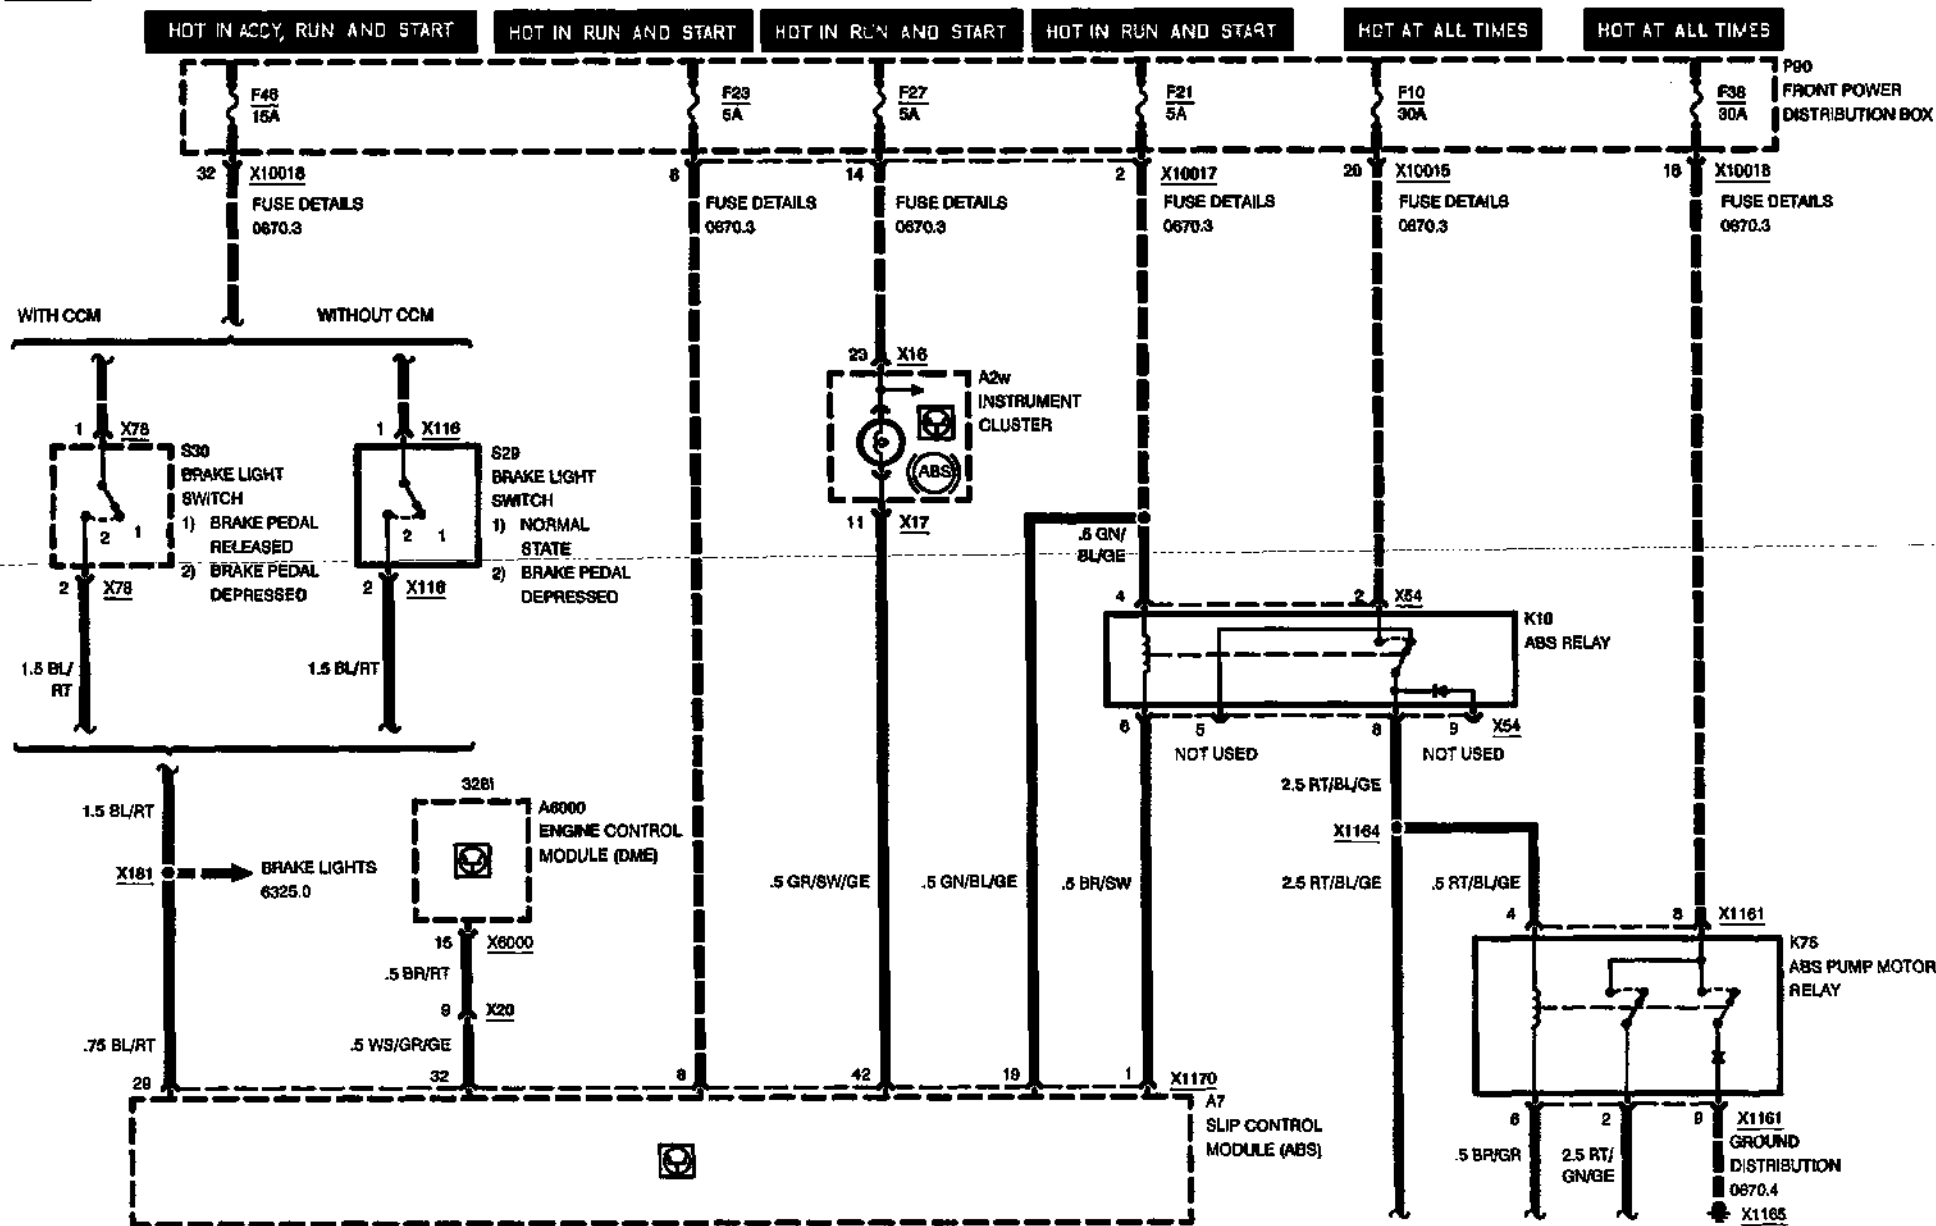 HOT IN ACCY, RUN AND START
HOT IN RUN AND START
HOT IN RUN AND START
HOT IN RUN AND START
HOT AT ALL TIMES
HOT AT ALL TIMES
P90
FRONT POWER
DISTRIBUTION BOX
F46
15A
F23
5A
F27
5A
F21
5A
F10
30A
F38
30A
32
X10018
8
14
2
X10017
20
X10015
18
X10018
FUSE DETAILS
0670.3
FUSE DETAILS
0670.3
FUSE DETAILS
0670.3
FUSE DETAILS
0670.3
FUSE DETAILS
0670.3
FUSE DETAILS
0670.3
WITH CCM
WITHOUT CCM
23
X16
A2w
INSTRUMENT
CLUSTER
ABS
11
X17
1
X78
S30
BRAKE LIGHT
SWITCH
1) BRAKE PEDAL
RELEASED
2) BRAKE PEDAL
DEPRESSED
2
1
2
X78
1
X116
S29
BRAKE LIGHT
SWITCH
1) NORMAL
STATE
2) BRAKE PEDAL
DEPRESSED
2
1
2
X116
.5 GN/
BL/GE
4
2
X54
K10
ABS RELAY
6
5
8
9
X54
NOT USED
NOT USED
1.5 BL/
RT
1.5 BL/RT
2.5 RT/BL/GE
X1164
1.5 BL/RT
X181
BRAKE LIGHTS
6325.0
328i
A6000
ENGINE CONTROL
MODULE (DME)
15
X6000
.5 BR/RT
9
X20
.5 WS/GR/GE
.5 GR/SW/GE
.5 GN/BL/GE
.5 BR/SW
2.5 RT/BL/GE
.5 RT/BL/GE
4
8
X1161
K75
ABS PUMP MOTOR
RELAY
.75 BL/RT
29
32
8
42
19
1
X1170
A7
SLIP CONTROL
MODULE (ABS)
6
2
9
X1161
.5 BR/GR
2.5 RT/
GN/GE
GROUND
DISTRIBUTION
0670.4
X1165